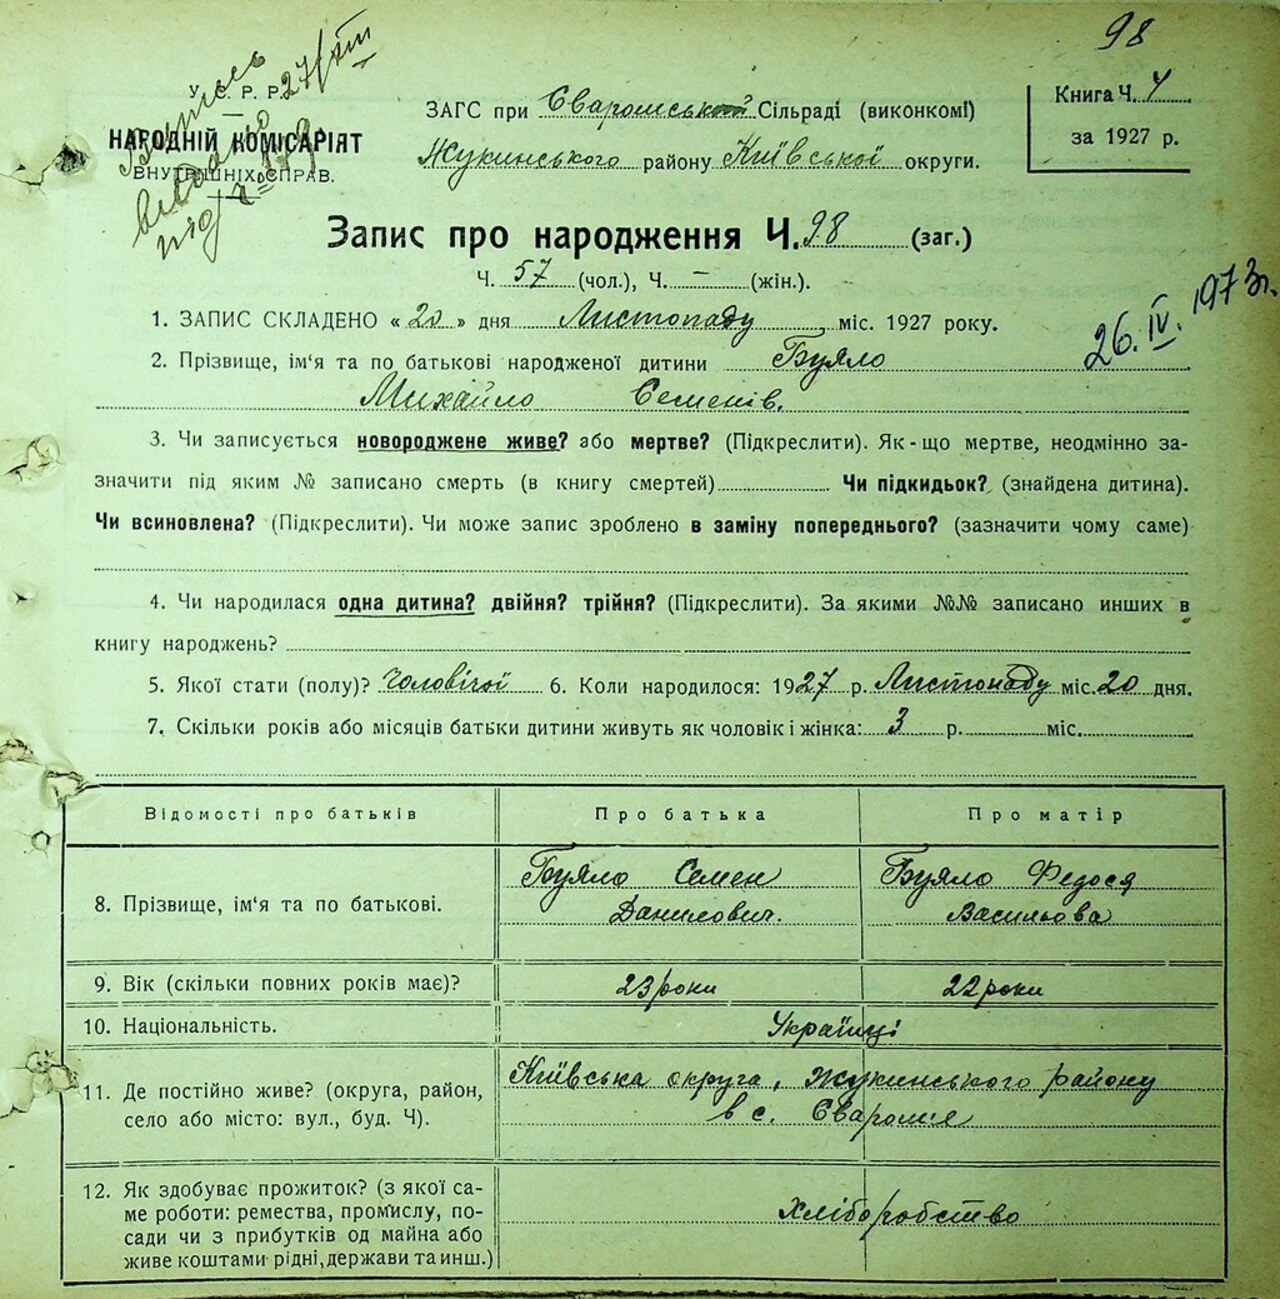 98
У. С. Р. Р.
НАРОДНІЙ КОМІСАРІЯТ
ВНУТРІШНІХ СПРАВ.
27/VIII
ЗАГС при Єваромській Сільраді (виконкомі)
Жукинського району Київської округи.
Книга Ч. 4
за 1927 р.
Запис про народження Ч. 98 (заг.)
Ч. 57 (чол.), Ч. – (жін.).
26.IV.1973г.
1. ЗАПИС СКЛАДЕНО « 20 » дня Листопаду міс. 1927 року.
2. Прізвище, ім'я та по батькові народженої дитини Буяло
Михайло Семенів.
3. Чи записується новороджене живе? або мертве? (Підкреслити). Як-що мертве, неодмінно за-
значити під яким № записано смерть (в книгу смертей) Чи підкидьок? (знайдена дитина).
Чи всиновлена? (Підкреслити). Чи може запис зроблено в заміну попереднього? (зазначити чому саме)
4. Чи народилася одна дитина? двійня? трійня? (Підкреслити). За якими №№ записано инших в
книгу народжень?
5. Якої стати (полу)? Чоловічої 6. Коли народилося: 1927 р. Листопаду міс. 20 дня.
7. Скільки років або місяців батьки дитини живуть як чоловік і жінка: 3 р. міс.
Відомості про батьків Про батька Про матір
8. Прізвище, ім'я та по батькові. Буяло Семен Данилович. Буяло Федося Васильова
9. Вік (скільки повних років має)? 23 роки 22 роки
10. Національність. Українці
11. Де постійно живе? (округа, район, Київська округа, Жукинського району
село або місто: вул., буд. Ч). в с. Єваромія
12. Як здобуває прожиток? (з якої са-
ме роботи: ремества, промислу, по- Хліборобство
сади чи з прибутків од майна або
живе коштами рідні, держави та инш.)